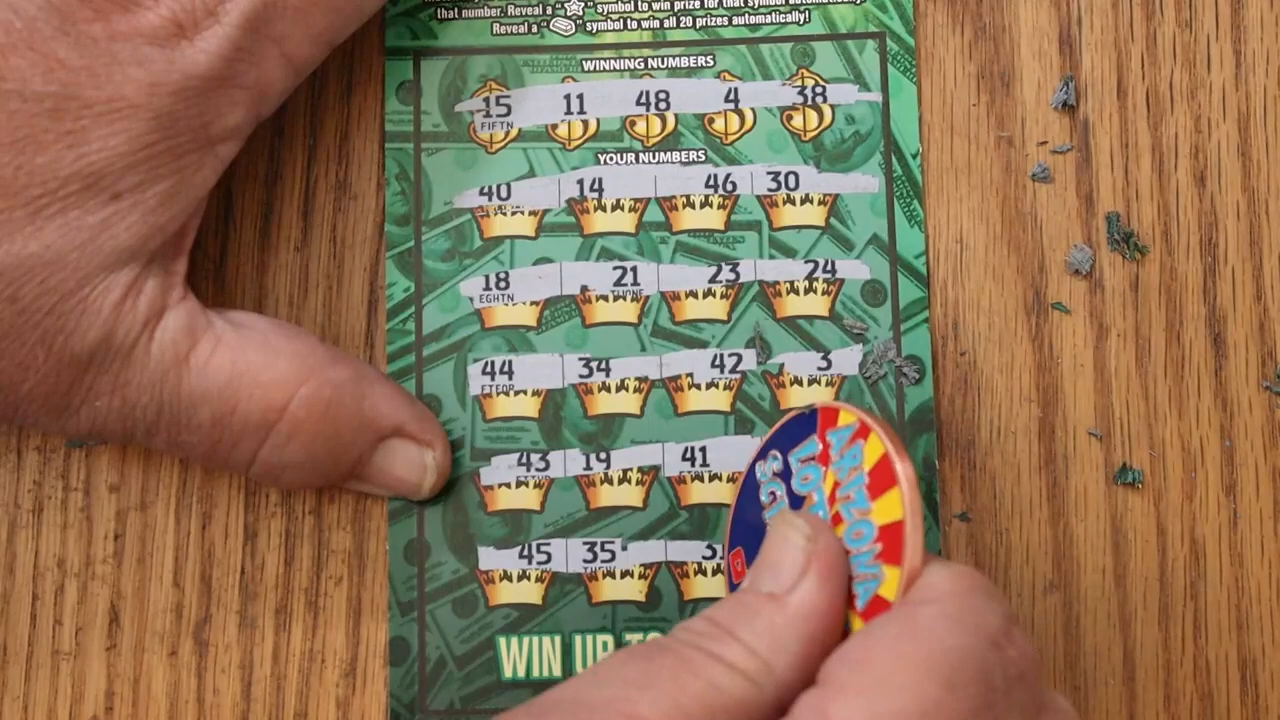 that number. Reveal a " " symbol to win prize for that symbol automatically.
Reveal a " " symbol to win all 20 prizes automatically!
WINNING NUMBERS
15 11 48 4 38
FIFTN
YOUR NUMBERS
40 14 46 30
18 21 23 24
EGHTN TWONE
44 34 42 3
43 19 41
45 35
WIN UP TO
ARIZONA